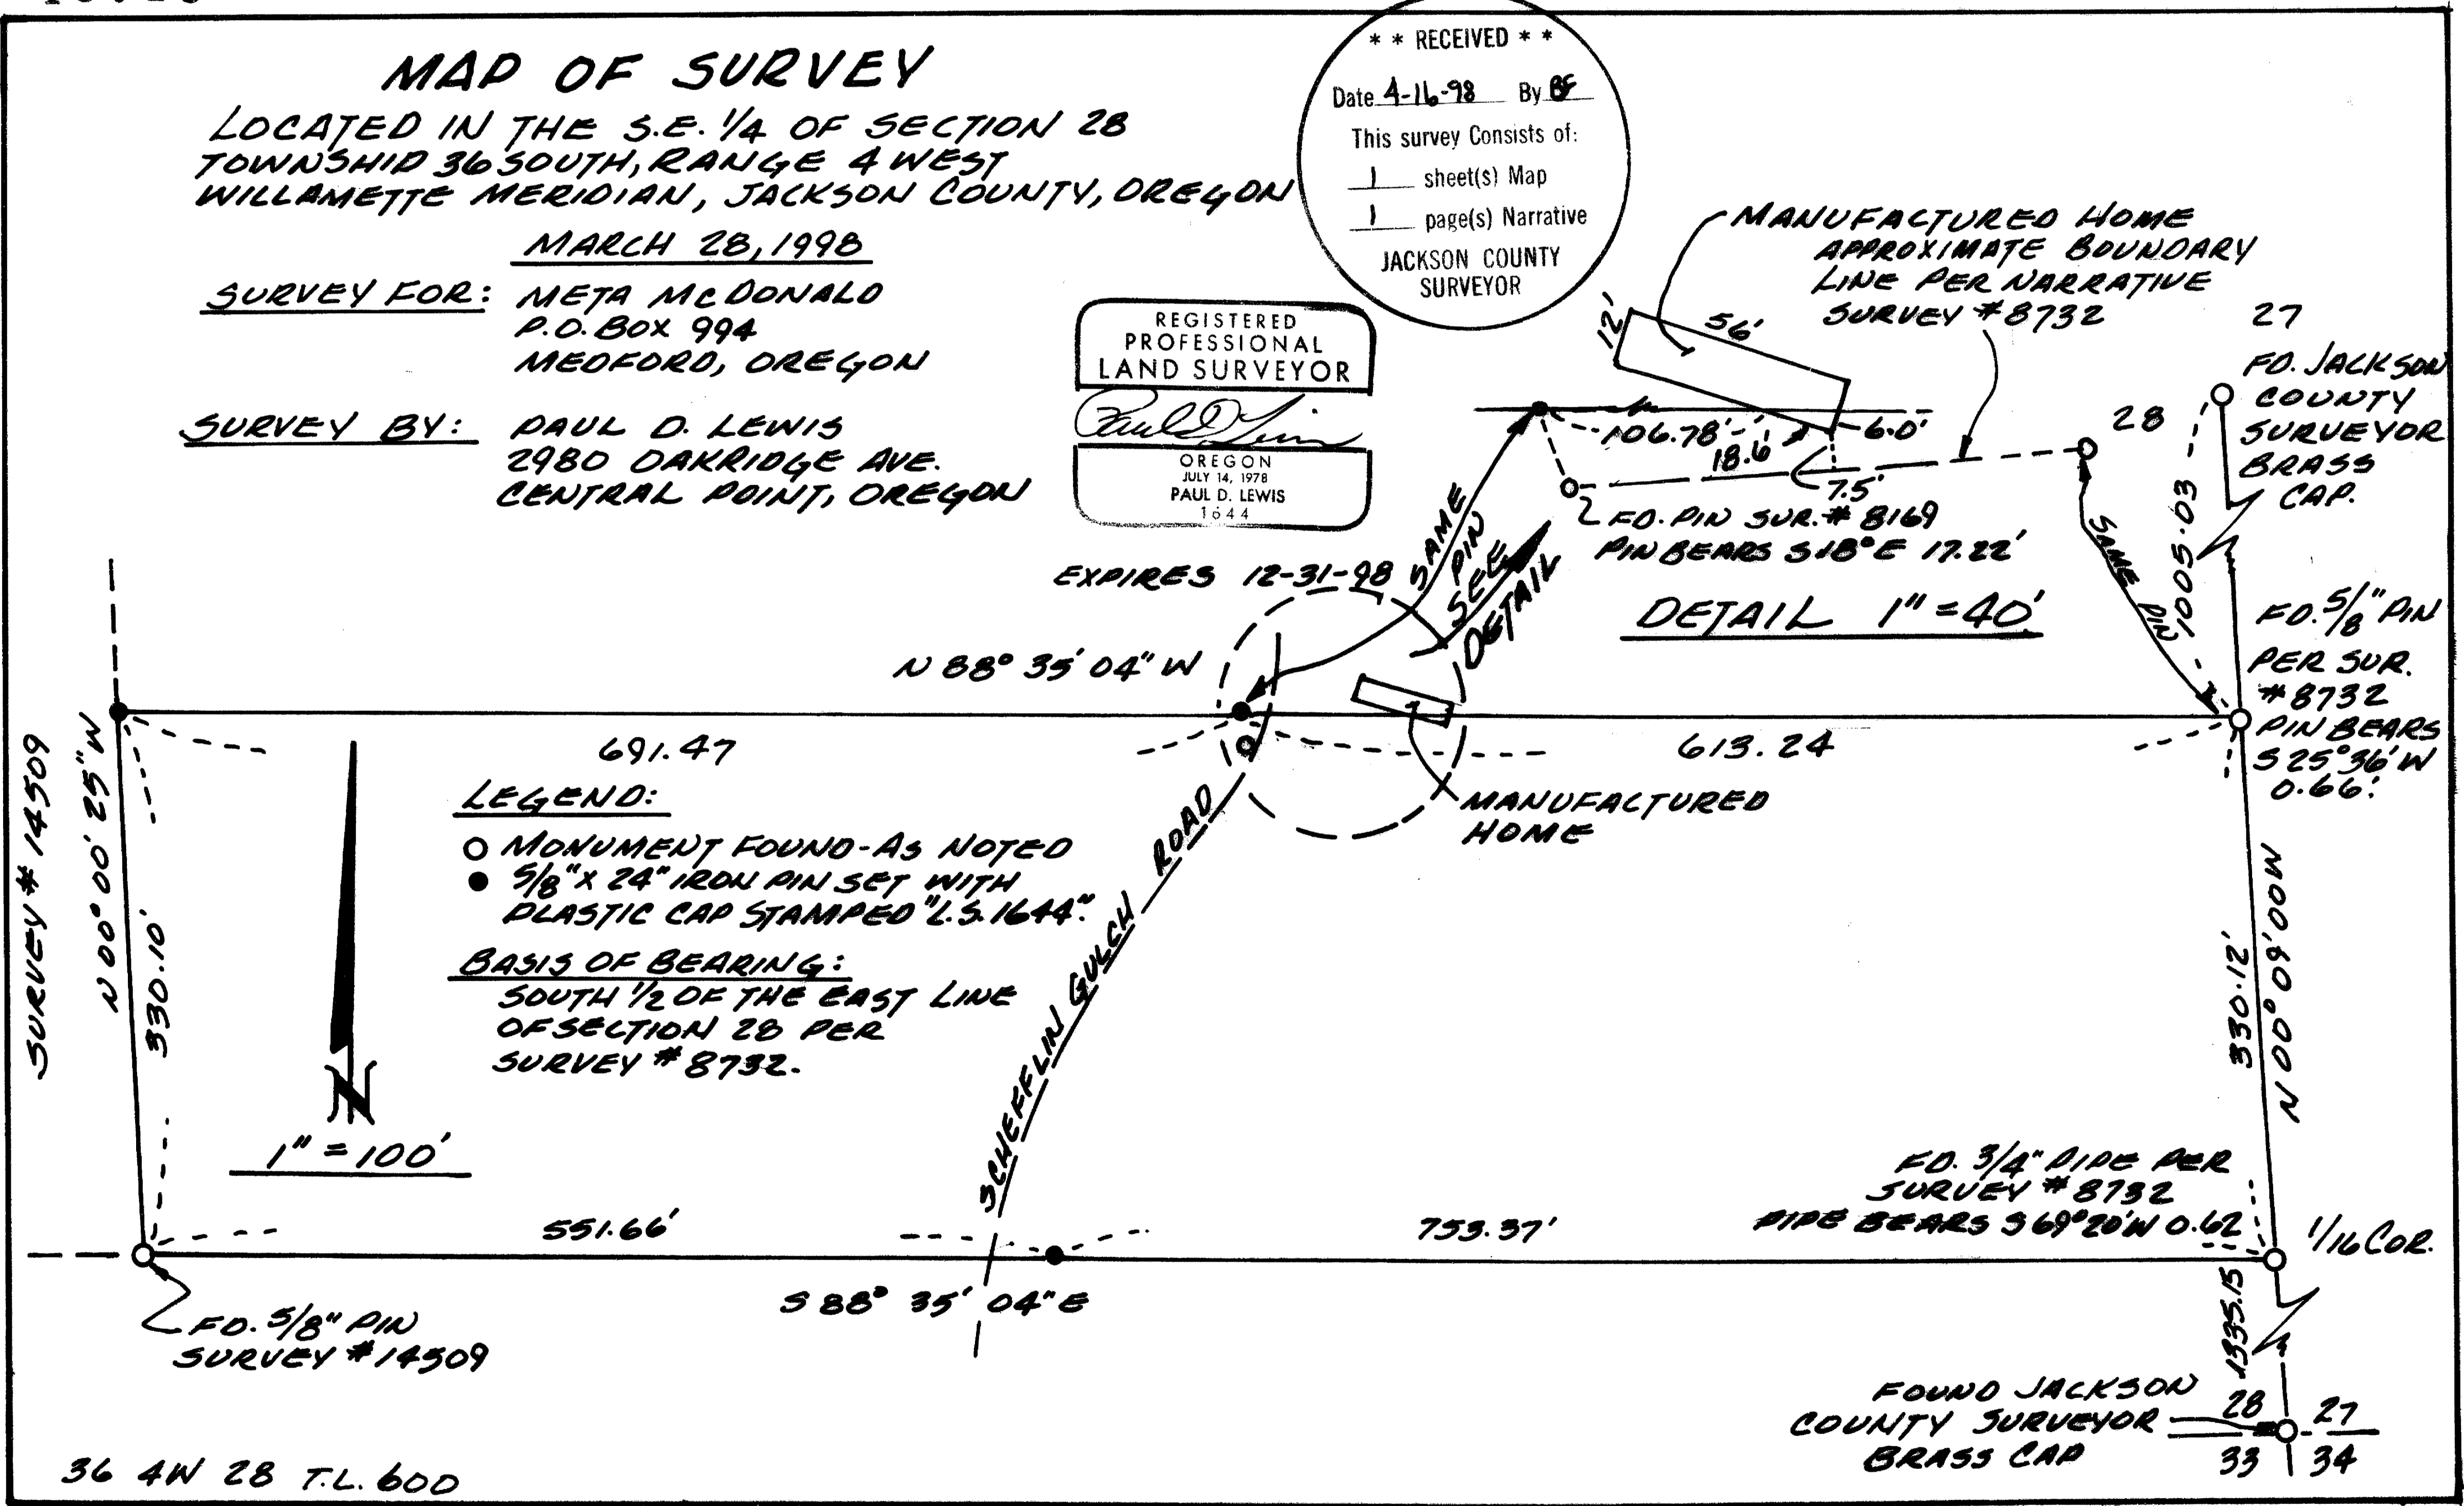 MAP OF SURVEY
LOCATED IN THE S.E. 1/4 OF SECTION 28
TOWNSHIP 36 SOUTH, RANGE 4 WEST
WILLAMETTE MERIDIAN, JACKSON COUNTY, OREGON
MARCH 28, 1998
SURVEY FOR: META McDONALD
P.O. BOX 994
MEDFORD, OREGON
SURVEY BY: PAUL D. LEWIS
2980 OAKRIDGE AVE.
CENTRAL POINT, OREGON
* * RECEIVED * *
Date 4-16-98 By BF
This survey Consists of:
1 sheet(s) Map
1 page(s) Narrative
JACKSON COUNTY
SURVEYOR
REGISTERED
PROFESSIONAL
LAND SURVEYOR
Paul D. Lewis
OREGON
JULY 14, 1978
PAUL D. LEWIS
1644
EXPIRES 12-31-98
MANUFACTURED HOME
APPROXIMATE BOUNDARY
LINE PER NARRATIVE
SURVEY # 8732
12'
56'
106.78'
6.0'
18.6
7.5'
FD. PIN SUR. # 8169
PIN BEARS S 18° E 17.22'
DETAIL 1" = 40'
SAME PIN
SEE DETAIL
27
28
FD. JACKSON
COUNTY
SURVEYOR
BRASS
CAP.
1005.03
SAME PIN
FD. 5/8" PIN
PER SUR.
# 8732
PIN BEARS
S 25° 36' W
0.66'.
N 88° 35' 04" W
691.47
613.24
MANUFACTURED
HOME
SURVEY # 14509
N 00° 00' 25" W
330.10'
LEGEND:
MONUMENT FOUND - AS NOTED
5/8" X 24" IRON PIN SET WITH
PLASTIC CAP STAMPED "L.S. 1644".
BASIS OF BEARING:
SOUTH 1/2 OF THE EAST LINE
OF SECTION 28 PER
SURVEY # 8732.
N
1" = 100'
SCHEFFLIN GULCH ROAD
330.12'
N 00° 09' 00 W
FD. 3/4" PIPE PER
SURVEY # 8732
PIPE BEARS S 69° 20' W 0.62
1/16 COR.
551.66'
753.37'
S 88° 35' 04" E
FD. 5/8" PIN
SURVEY # 14509
1335.15
FOUND JACKSON
COUNTY SURVEYOR
BRASS CAP
28 27
33 34
36 4W 28 T.L. 600